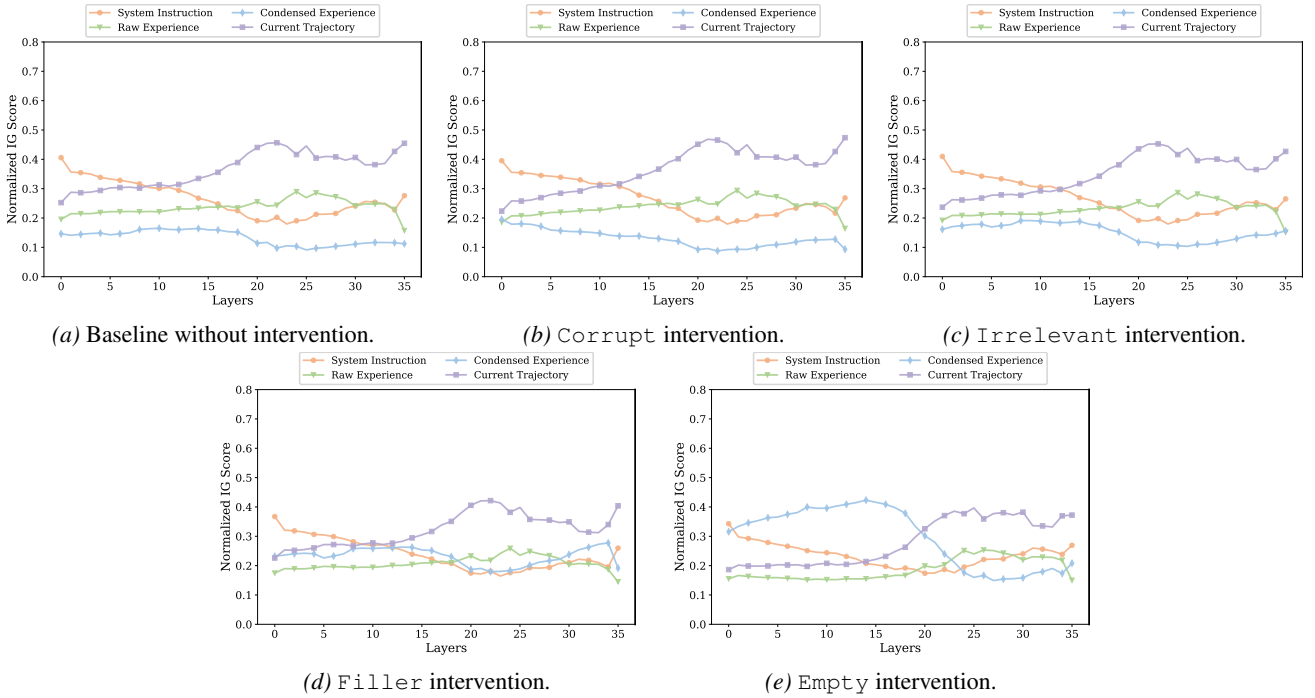 System Instruction Condensed Experience
Raw Experience Current Trajectory
Normalized IG Score
0.8
0.7
0.6
0.5
0.4
0.3
0.2
0.1
0.0
0 5 10 15 20 25 30 35
Layers
(a) Baseline without intervention.
System Instruction Condensed Experience
Raw Experience Current Trajectory
Normalized IG Score
0.8
0.7
0.6
0.5
0.4
0.3
0.2
0.1
0.0
0 5 10 15 20 25 30 35
Layers
(b) Corrupt intervention.
System Instruction Condensed Experience
Raw Experience Current Trajectory
Normalized IG Score
0.8
0.7
0.6
0.5
0.4
0.3
0.2
0.1
0.0
0 5 10 15 20 25 30 35
Layers
(c) Irrelevant intervention.
System Instruction Condensed Experience
Raw Experience Current Trajectory
Normalized IG Score
0.8
0.7
0.6
0.5
0.4
0.3
0.2
0.1
0.0
0 5 10 15 20 25 30 35
Layers
(d) Filler intervention.
System Instruction Condensed Experience
Raw Experience Current Trajectory
Normalized IG Score
0.8
0.7
0.6
0.5
0.4
0.3
0.2
0.1
0.0
0 5 10 15 20 25 30 35
Layers
(e) Empty intervention.